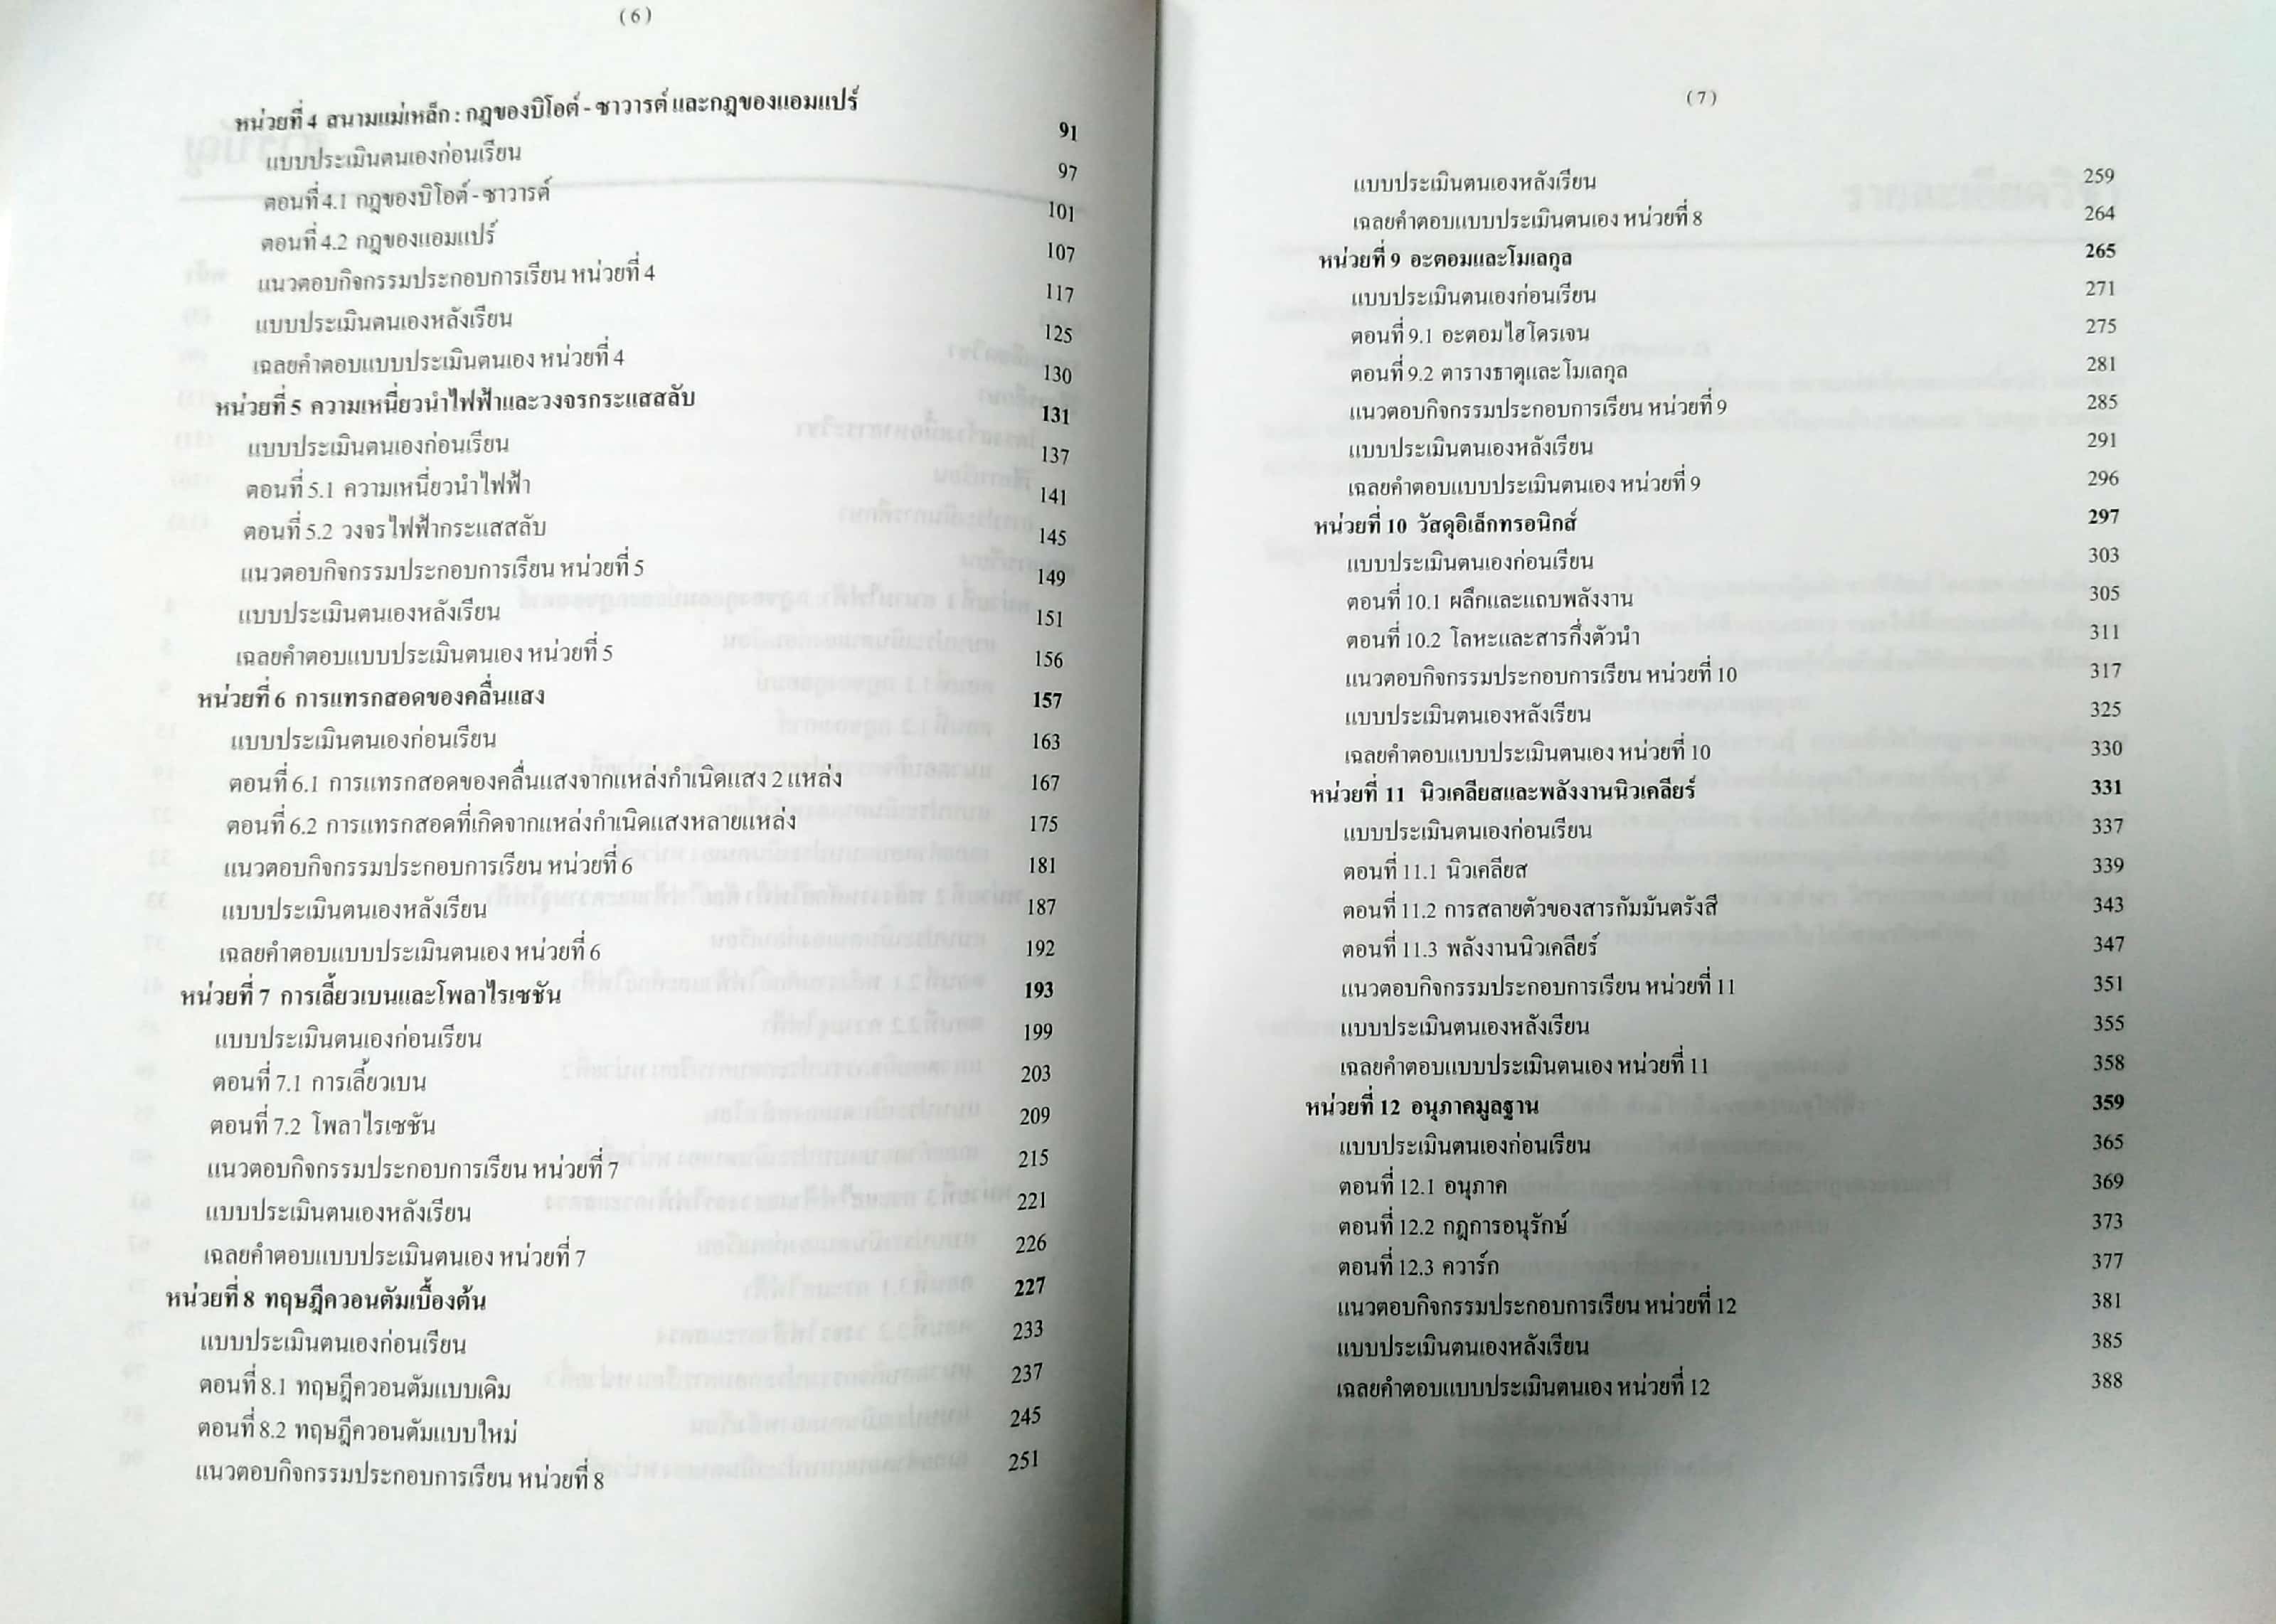 (6)
หน่วยที่ 4 สนามแม่เหล็ก : กฎของบิโอต์ - ซาวารต์ และกฎของแอมแปร์ 91
แบบประเมินตนเองก่อนเรียน 97
ตอนที่ 4.1 กฎของบิโอต์ - ซาวารต์ 101
ตอนที่ 4.2 กฎของแอมแปร์ 107
แนวตอบกิจกรรมประกอบการเรียน หน่วยที่ 4 117
แบบประเมินตนเองหลังเรียน 125
เฉลยคำตอบแบบประเมินตนเอง หน่วยที่ 4 130
หน่วยที่ 5 ความเหนี่ยวนำไฟฟ้าและวงจรกระแสสลับ 131
แบบประเมินตนเองก่อนเรียน 137
ตอนที่ 5.1 ความเหนี่ยวนำไฟฟ้า 141
ตอนที่ 5.2 วงจรไฟฟ้ากระแสสลับ 145
แนวตอบกิจกรรมประกอบการเรียน หน่วยที่ 5 149
แบบประเมินตนเองหลังเรียน 151
เฉลยคำตอบแบบประเมินตนเอง หน่วยที่ 5 156
หน่วยที่ 6 การแทรกสอดของคลื่นแสง 157
แบบประเมินตนเองก่อนเรียน 163
ตอนที่ 6.1 การแทรกสอดของคลื่นแสงจากแหล่งกำเนิดแสง 2 แหล่ง 167
ตอนที่ 6.2 การแทรกสอดที่เกิดจากแหล่งกำเนิดแสงหลายแหล่ง 175
แนวตอบกิจกรรมประกอบการเรียน หน่วยที่ 6 181
แบบประเมินตนเองหลังเรียน 187
เฉลยคำตอบแบบประเมินตนเอง หน่วยที่ 6 192
หน่วยที่ 7 การเลี้ยวเบนและโพลาไรเซชัน 193
แบบประเมินตนเองก่อนเรียน 199
ตอนที่ 7.1 การเลี้ยวเบน 203
ตอนที่ 7.2 โพลาไรเซชัน 209
แนวตอบกิจกรรมประกอบการเรียน หน่วยที่ 7 215
แบบประเมินตนเองหลังเรียน 221
เฉลยคำตอบแบบประเมินตนเอง หน่วยที่ 7 226
หน่วยที่ 8 ทฤษฎีควอนตัมเบื้องต้น 227
แบบประเมินตนเองก่อนเรียน 233
ตอนที่ 8.1 ทฤษฎีควอนตัมแบบเดิม 237
ตอนที่ 8.2 ทฤษฎีควอนตัมแบบใหม่ 245
แนวตอบกิจกรรมประกอบการเรียน หน่วยที่ 8 251
(7)
แบบประเมินตนเองหลังเรียน 259
เฉลยคำตอบแบบประเมินตนเอง หน่วยที่ 8 264
หน่วยที่ 9 อะตอมและโมเลกุล 265
แบบประเมินตนเองก่อนเรียน 271
ตอนที่ 9.1 อะตอมไฮโดรเจน 275
ตอนที่ 9.2 ตารางธาตุและโมเลกุล 281
แนวตอบกิจกรรมประกอบการเรียน หน่วยที่ 9 285
แบบประเมินตนเองหลังเรียน 291
เฉลยคำตอบแบบประเมินตนเอง หน่วยที่ 9 296
หน่วยที่ 10 วัสดุอิเล็กทรอนิกส์ 297
แบบประเมินตนเองก่อนเรียน 303
ตอนที่ 10.1 ผลึกและแถบพลังงาน 305
ตอนที่ 10.2 โลหะและสารกึ่งตัวนำ 311
แนวตอบกิจกรรมประกอบการเรียน หน่วยที่ 10 317
แบบประเมินตนเองหลังเรียน 325
เฉลยคำตอบแบบประเมินตนเอง หน่วยที่ 10 330
หน่วยที่ 11 นิวเคลียสและพลังงานนิวเคลียร์ 331
แบบประเมินตนเองก่อนเรียน 337
ตอนที่ 11.1 นิวเคลียส 339
ตอนที่ 11.2 การสลายตัวของสารกัมมันตรังสี 343
ตอนที่ 11.3 พลังงานนิวเคลียร์ 347
แนวตอบกิจกรรมประกอบการเรียน หน่วยที่ 11 351
แบบประเมินตนเองหลังเรียน 355
เฉลยคำตอบแบบประเมินตนเอง หน่วยที่ 11 358
หน่วยที่ 12 อนุภาคมูลฐาน 359
แบบประเมินตนเองก่อนเรียน 365
ตอนที่ 12.1 อนุภาค 369
ตอนที่ 12.2 กฎการอนุรักษ์ 373
ตอนที่ 12.3 ควาร์ก 377
แนวตอบกิจกรรมประกอบการเรียน หน่วยที่ 12 381
แบบประเมินตนเองหลังเรียน 385
เฉลยคำตอบแบบประเมินตนเอง หน่วยที่ 12 388